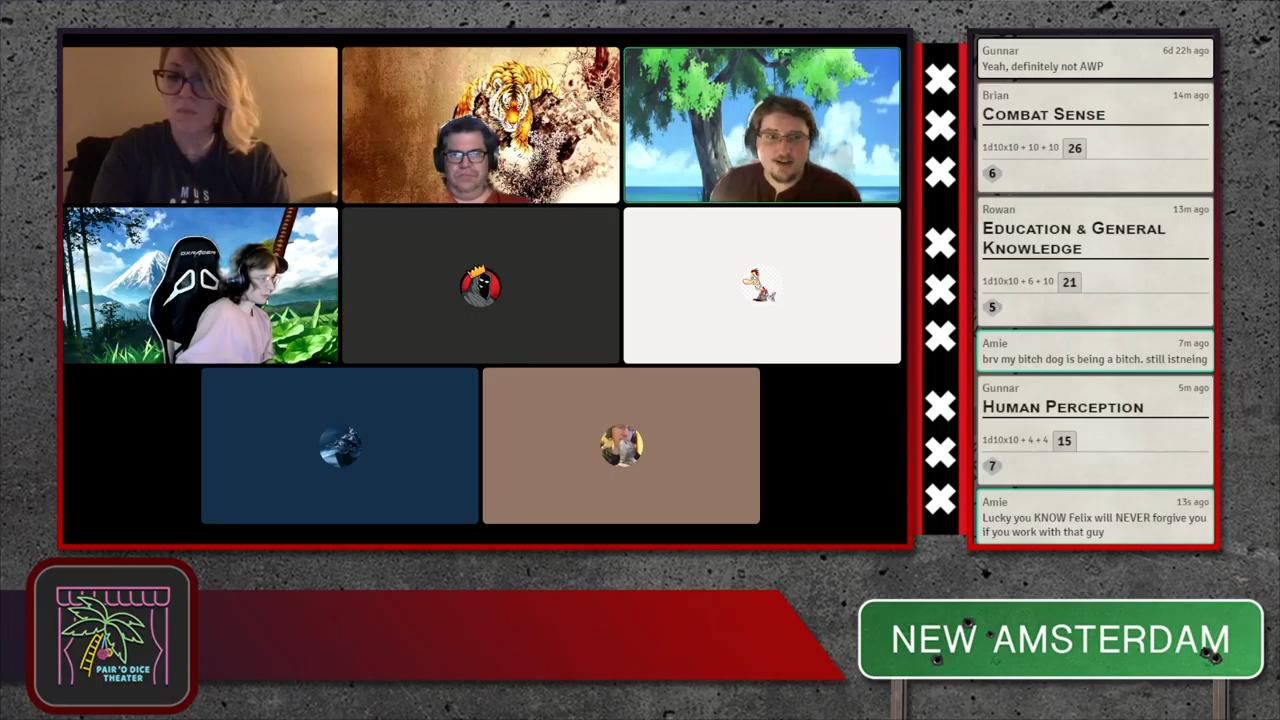 Gunnar 6d 22h ago
Yeah, definitely not AWP
Brian 14m ago
COMBAT SENSE
1d10x10 + 10 + 10 26
6
Rowan 13m ago
EDUCATION & GENERAL
KNOWLEDGE
1d10x10 + 6 + 10 21
5
Amie 7m ago
brv my bitch dog is being a bitch. still istneing
Gunnar 5m ago
HUMAN PERCEPTION
1d10x10 + 4 + 4 15
7
Amie 13s ago
Lucky you KNOW Felix will NEVER forgive you
if you work with that guy
PAIR'O DICE
THEATER
NEW AMSTERDAM